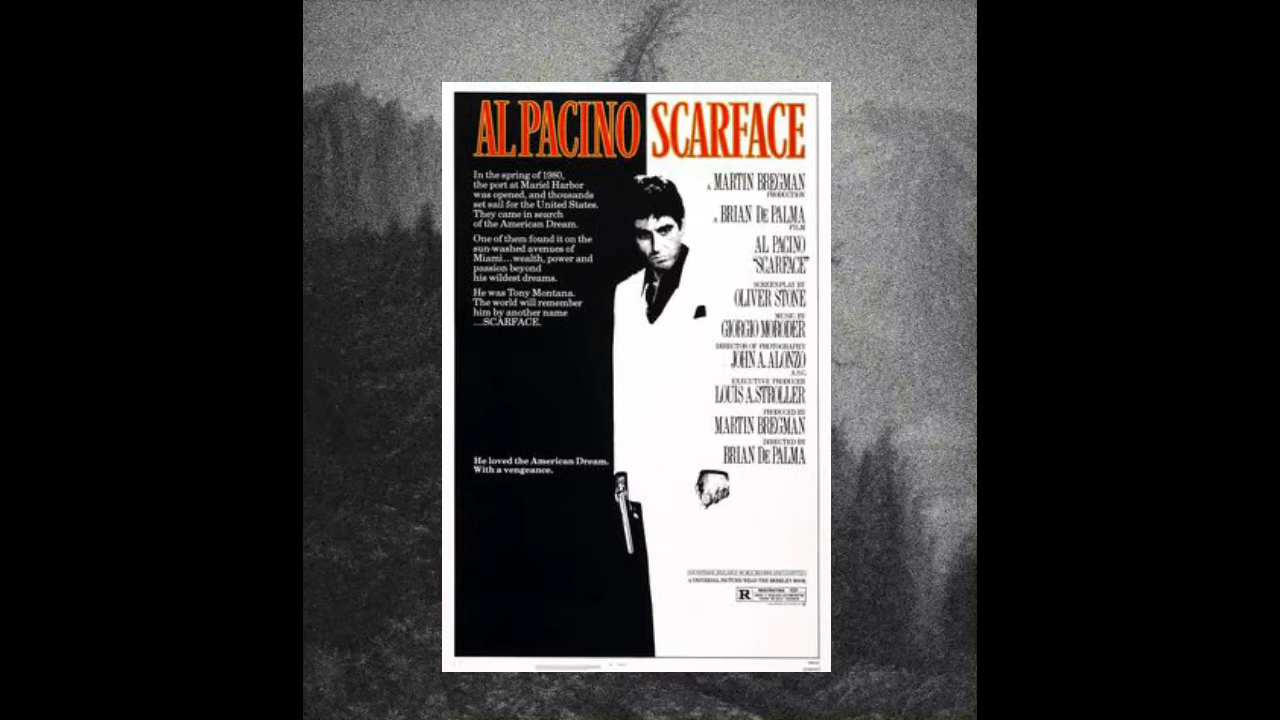 AL PACINO SCARFACE
In the spring of 1980,
the port at Mariel Harbor
was opened, and thousands
set sail for the United States.
They came in search
of the American Dream.
One of them found it on the
sun-washed avenues of
Miami...wealth, power and
passion beyond
his wildest dreams.
He was Tony Montana.
The world will remember
him by another name
...SCARFACE.
He loved the American Dream.
With a vengeance.
A MARTIN BREGMAN
PRODUCTION
A BRIAN DE PALMA
FILM
AL PACINO
"SCARFACE"
SCREENPLAY BY
OLIVER STONE
MUSIC BY
GIORGIO MORODER
DIRECTOR OF PHOTOGRAPHY
JOHN A. ALONZO
A.S.C.
EXECUTIVE PRODUCER
LOUIS A. STROLLER
PRODUCED BY
MARTIN BREGMAN
DIRECTED BY
BRIAN DE PALMA
A UNIVERSAL PICTURE/READ THE BERKLEY BOOK
R RESTRICTED